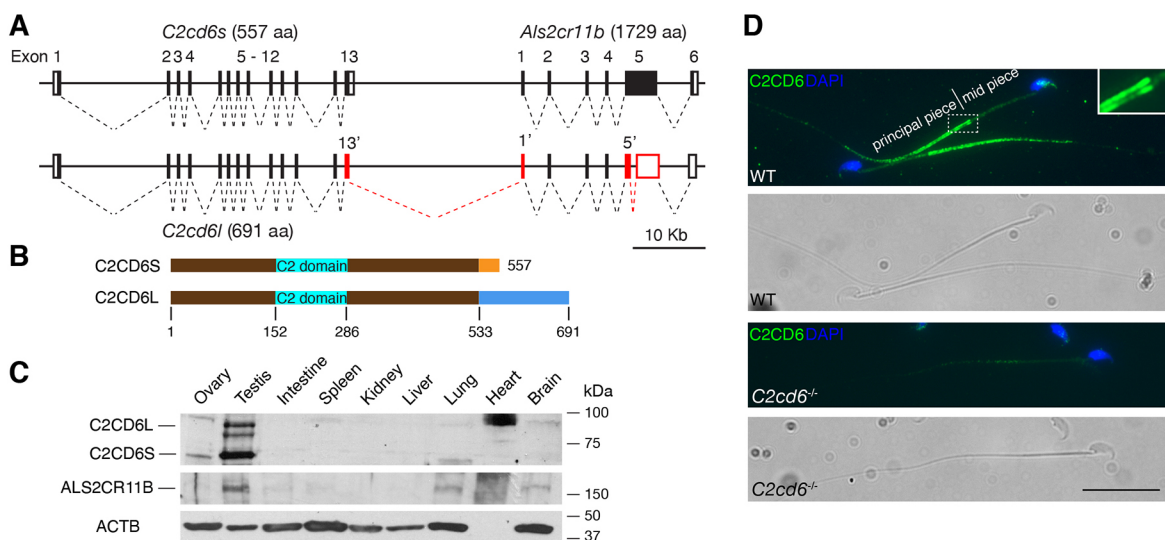 A
C2cd6s (557 aa)
Als2cr11b (1729 aa)
Exon 1 2 3 4 5 - 12 13 1 2 3 4 5 6
13' 1' 5'
C2cd6l (691 aa)
10 Kb
B
C2CD6S C2 domain 557
C2CD6L C2 domain
1 152 286 533 691
C
Ovary Testis Intestine Spleen Kidney Liver Lung Heart Brain
kDa
C2CD6L
100
75
C2CD6S
ALS2CR11B
150
ACTB
50
37
D
C2CD6 DAPI
principal piece mid piece
WT
WT
C2CD6 DAPI
C2cd6-/-
C2cd6-/-